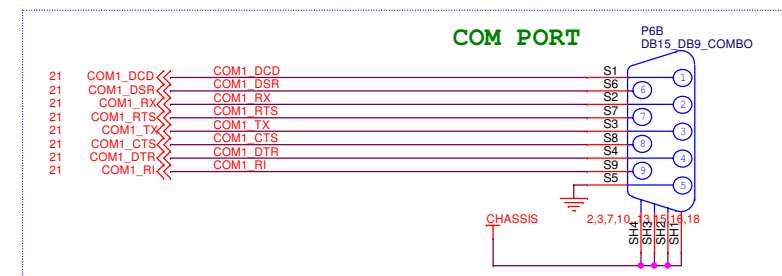 COM PORT
P6B
DB15_DB9_COMBO
21 COM1_DCD COM1_DCD S1 1
21 COM1_DSR COM1_DSR S6 6
21 COM1_RX COM1_RX S2 2
21 COM1_RTS COM1_RTS S7 7
21 COM1_TX COM1_TX S3 3
21 COM1_CTS COM1_CTS S8 8
21 COM1_DTR COM1_DTR S4 4
21 COM1_RI COM1_RI S9 9
S5 5
CHASSIS
2,3,7,10,13,15,16,18
SH4
SH3
SH2
SH1